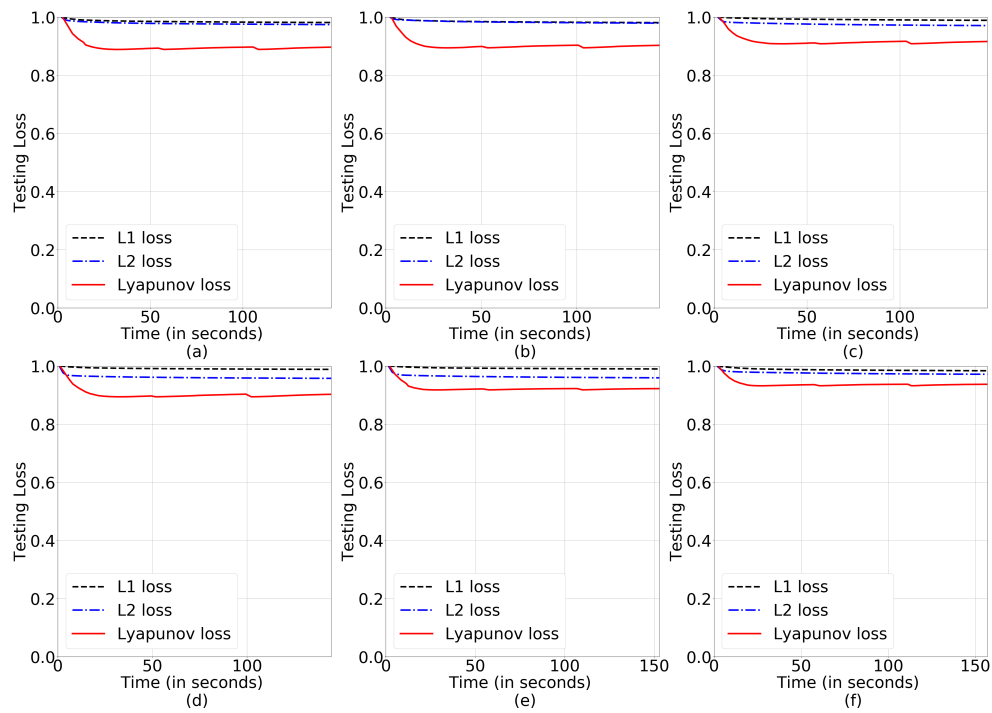 1.0
0.8
0.6
0.4
0.2
0.0
Testing Loss
L1 loss
L2 loss
Lyapunov loss
0 50 100
Time (in seconds)
(a)
1.0
0.8
0.6
0.4
0.2
0.0
Testing Loss
L1 loss
L2 loss
Lyapunov loss
0 50 100
Time (in seconds)
(b)
1.0
0.8
0.6
0.4
0.2
0.0
Testing Loss
L1 loss
L2 loss
Lyapunov loss
0 50 100
Time (in seconds)
(c)
1.0
0.8
0.6
0.4
0.2
0.0
Testing Loss
L1 loss
L2 loss
Lyapunov loss
0 50 100
Time (in seconds)
(d)
1.0
0.8
0.6
0.4
0.2
0.0
Testing Loss
L1 loss
L2 loss
Lyapunov loss
0 50 100 150
Time (in seconds)
(e)
1.0
0.8
0.6
0.4
0.2
0.0
Testing Loss
L1 loss
L2 loss
Lyapunov loss
0 50 100 150
Time (in seconds)
(f)